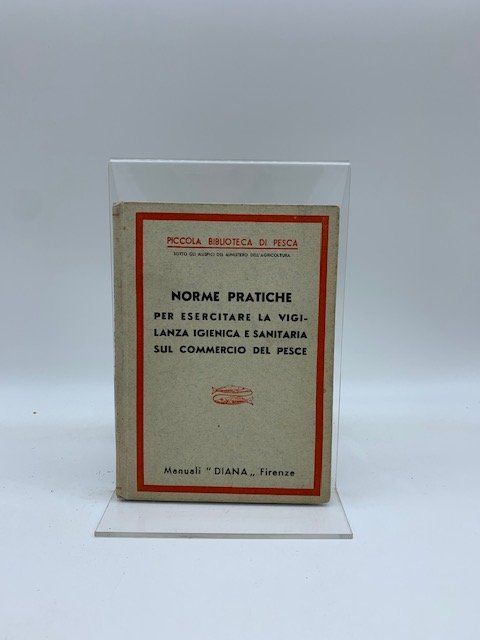 PICCOLA BIBLIOTECA DI PESCA
SOTTO GLI AUSPICI DEL MINISTERO DELL'AGRICOLTURA
NORME PRATICHE
PER ESERCITARE LA VIGI-
LANZA IGIENICA E SANITARIA
SUL COMMERCIO DEL PESCE
Manuali "DIANA„ Firenze